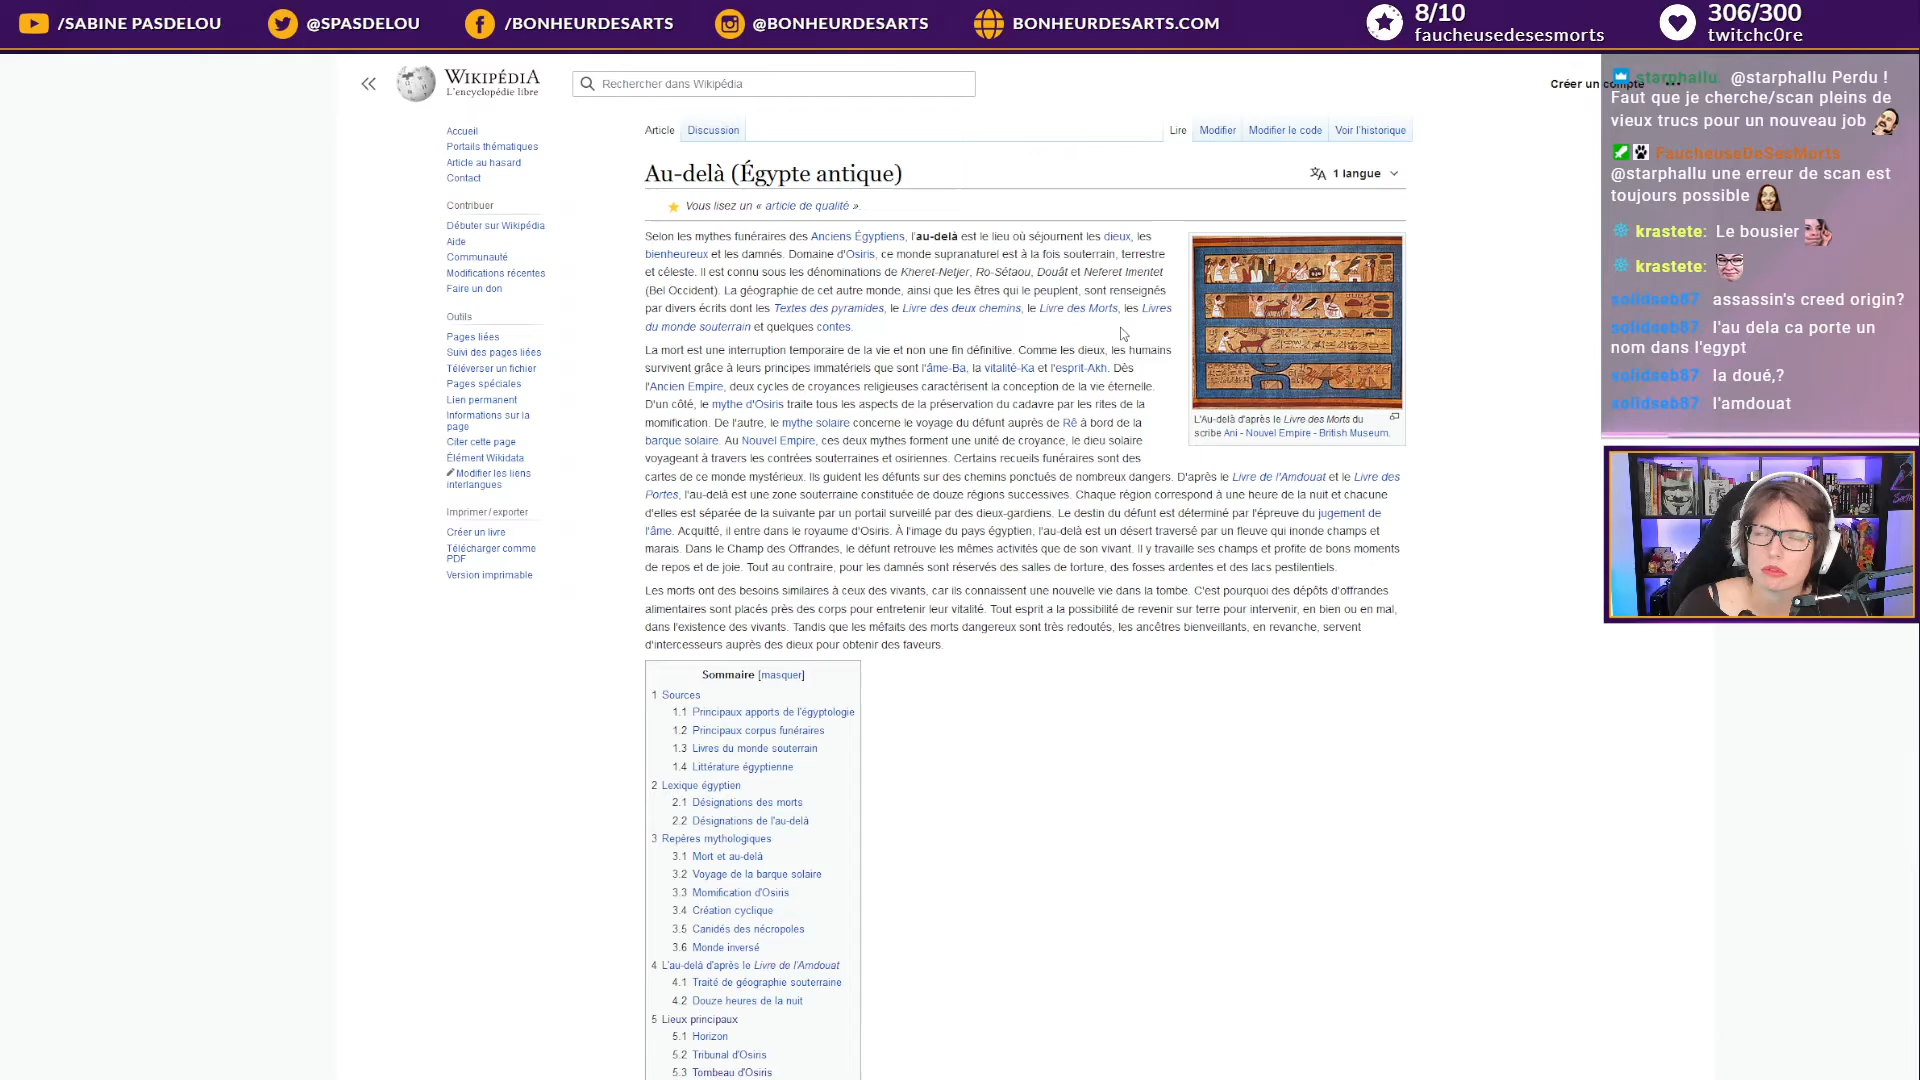 /SABINE PASDELOU
@SPASDELOU
/BONHEURDESARTS
@BONHEURDESARTS
BONHEURDESARTS.COM
8/10
faucheusedesesmorts
306/300
twitchc0re
WIKIPÉDIA
L'encyclopédie libre
Rechercher dans Wikipédia
Créer un compte
Accueil
Portails thématiques
Article au hasard
Contact
Contribuer
Débuter sur Wikipédia
Aide
Communauté
Modifications récentes
Faire un don
Outils
Pages liées
Suivi des pages liées
Téléverser un fichier
Pages spéciales
Lien permanent
Informations sur la
page
Citer cette page
Élément Wikidata
Modifier les liens
interlangues
Imprimer / exporter
Créer un livre
Télécharger comme
PDF
Version imprimable
Article Discussion
Lire Modifier Modifier le code Voir l'historique
Au-delà (Égypte antique)
1 langue
Vous lisez un « article de qualité ».
Selon les mythes funéraires des Anciens Égyptiens, l'au-delà est le lieu où séjournent les dieux, les
bienheureux et les damnés. Domaine d'Osiris, ce monde supranaturel est à la fois souterrain, terrestre
et céleste. Il est connu sous les dénominations de Kheret-Netjer, Ro-Sétaou, Douât et Neferet Imentet
(Bel Occident). La géographie de cet autre monde, ainsi que les êtres qui le peuplent, sont renseignés
par divers écrits dont les Textes des pyramides, le Livre des deux chemins, le Livre des Morts, les Livres
du monde souterrain et quelques contes.
La mort est une interruption temporaire de la vie et non une fin définitive. Comme les dieux, les humains
survivent grâce à leurs principes immatériels que sont l'âme-Ba, la vitalité-Ka et l'esprit-Akh. Dès
l'Ancien Empire, deux cycles de croyances religieuses caractérisent la conception de la vie éternelle.
D'un côté, le mythe d'Osiris traite tous les aspects de la préservation du cadavre par les rites de la
momification. De l'autre, le mythe solaire concerne le voyage du défunt auprès de Rê à bord de la
barque solaire. Au Nouvel Empire, ces deux mythes forment une unité de croyance, le dieu solaire
voyageant à travers les contrées souterraines et osiriennes. Certains recueils funéraires sont des
cartes de ce monde mystérieux. Ils guident les défunts sur des chemins ponctués de nombreux dangers. D'après le Livre de l'Amdouat et le Livre des
Portes, l'au-delà est une zone souterraine constituée de douze régions successives. Chaque région correspond à une heure de la nuit et chacune
d'elles est séparée de la suivante par un portail surveillé par des dieux-gardiens. Le destin du défunt est déterminé par l'épreuve du jugement de
l'âme. Acquitté, il entre dans le royaume d'Osiris. À l'image du pays égyptien, l'au-delà est un désert traversé par un fleuve qui inonde champs et
marais. Dans le Champ des Offrandes, le défunt retrouve les mêmes activités que de son vivant. Il y travaille ses champs et profite de bons moments
de repos et de joie. Tout au contraire, pour les damnés sont réservés des salles de torture, des fosses ardentes et des lacs pestilentiels.
Les morts ont des besoins similaires à ceux des vivants, car ils connaissent une nouvelle vie dans la tombe. C'est pourquoi des dépôts d'offrandes
alimentaires sont placés près des corps pour entretenir leur vitalité. Tout esprit a la possibilité de revenir sur terre pour intervenir, en bien ou en mal,
dans l'existence des vivants. Tandis que les méfaits des morts dangereux sont très redoutés, les ancêtres bienveillants, en revanche, servent
d'intercesseurs auprès des dieux pour obtenir des faveurs.
L'Au-delà d'après le Livre des Morts du
scribe Ani - Nouvel Empire - British Museum.
Sommaire [masquer]
1 Sources
1.1 Principaux apports de l'égyptologie
1.2 Principaux corpus funéraires
1.3 Livres du monde souterrain
1.4 Littérature égyptienne
2 Lexique égyptien
2.1 Désignations des morts
2.2 Désignations de l'au-delà
3 Repères mythologiques
3.1 Mort et au-delà
3.2 Voyage de la barque solaire
3.3 Momification d'Osiris
3.4 Création cyclique
3.5 Canidés des nécropoles
3.6 Monde inversé
4 L'au-delà d'après le Livre de l'Amdouat
4.1 Traité de géographie souterraine
4.2 Douze heures de la nuit
5 Lieux principaux
5.1 Horizon
5.2 Tribunal d'Osiris
5.3 Tombeau d'Osiris
starphallu @starphallu Perdu !
Faut que je cherche/scan pleins de
vieux trucs pour un nouveau job
FaucheuseDeSesMorts
@starphallu une erreur de scan est
toujours possible
krastete: Le bousier
krastete:
solidseb87 assassin's creed origin?
solidseb87 l'au dela ca porte un
nom dans l'egypt
solidseb87 la doué,?
solidseb87 l'amdouat